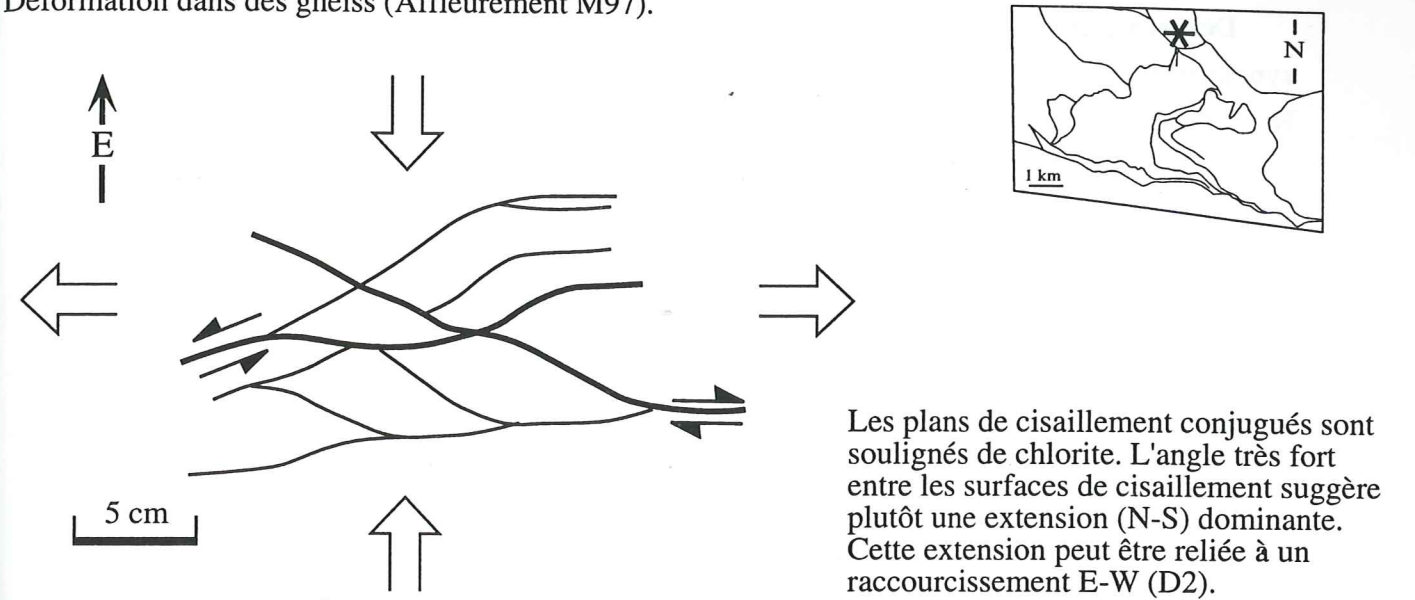 Déformation dans des gneiss (Affleurement M97).
N
1 km
E
5 cm
Les plans de cisaillement conjugués sont
soulignés de chlorite. L'angle très fort
entre les surfaces de cisaillement suggère
plutôt une extension (N-S) dominante.
Cette extension peut être reliée à un
raccourcissement E-W (D2).